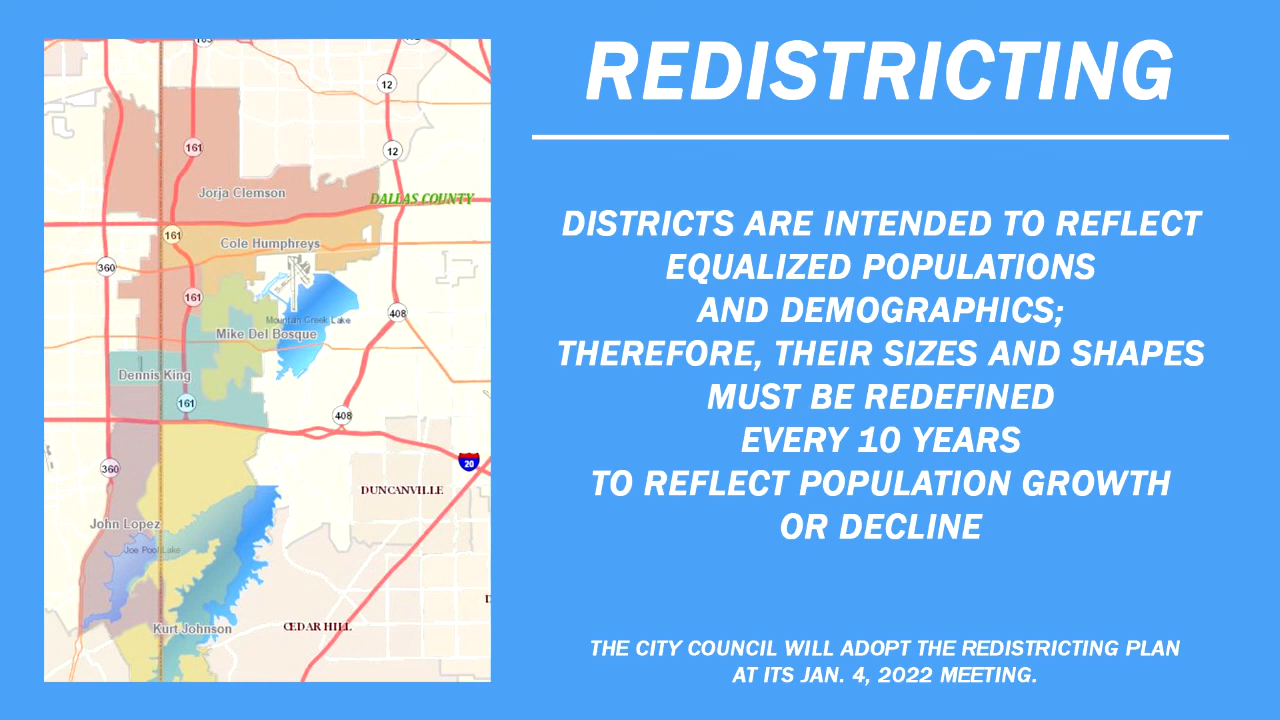 REDISTRICTING
DISTRICTS ARE INTENDED TO REFLECT
EQUALIZED POPULATIONS
AND DEMOGRAPHICS;
THEREFORE, THEIR SIZES AND SHAPES
MUST BE REDEFINED
EVERY 10 YEARS
TO REFLECT POPULATION GROWTH
OR DECLINE
THE CITY COUNCIL WILL ADOPT THE REDISTRICTING PLAN
AT ITS JAN. 4, 2022 MEETING.
12
161
12
Jorja Clemson
DALLAS COUNTY
161
Cole Humphreys
360
161
408
Mountain Creek Lake
Mike Del Bosque
Dennis King
161
408
360
20
DUNCANVILLE
John Lopez
Joe Pool Lake
Kurt Johnson
CEDAR HILL